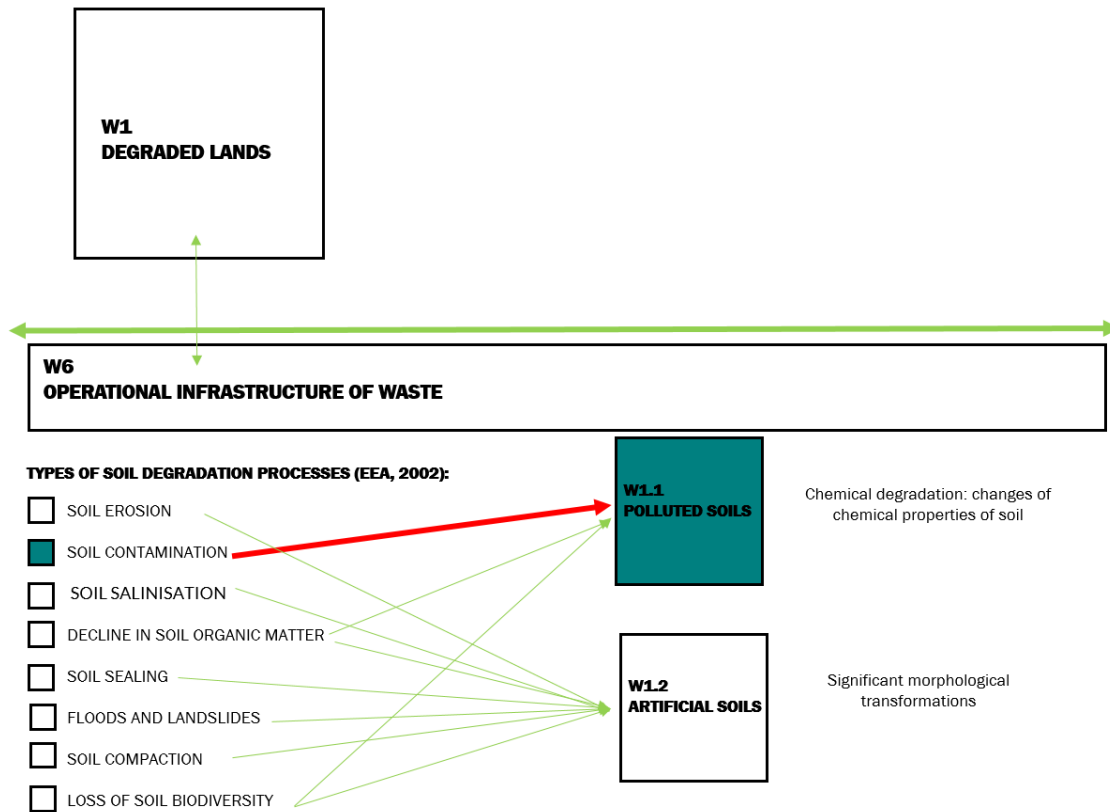 W1
DEGRADED LANDS
W6
OPERATIONAL INFRASTRUCTURE OF WASTE
TYPES OF SOIL DEGRADATION PROCESSES (EEA, 2002):
SOIL EROSION
SOIL CONTAMINATION
SOIL SALINISATION
DECLINE IN SOIL ORGANIC MATTER
SOIL SEALING
FLOODS AND LANDSLIDES
SOIL COMPACTION
LOSS OF SOIL BIODIVERSITY
W1.1
POLLUTED SOILS
Chemical degradation: changes of
chemical properties of soil
W1.2
ARTIFICIAL SOILS
Significant morphological
transformations